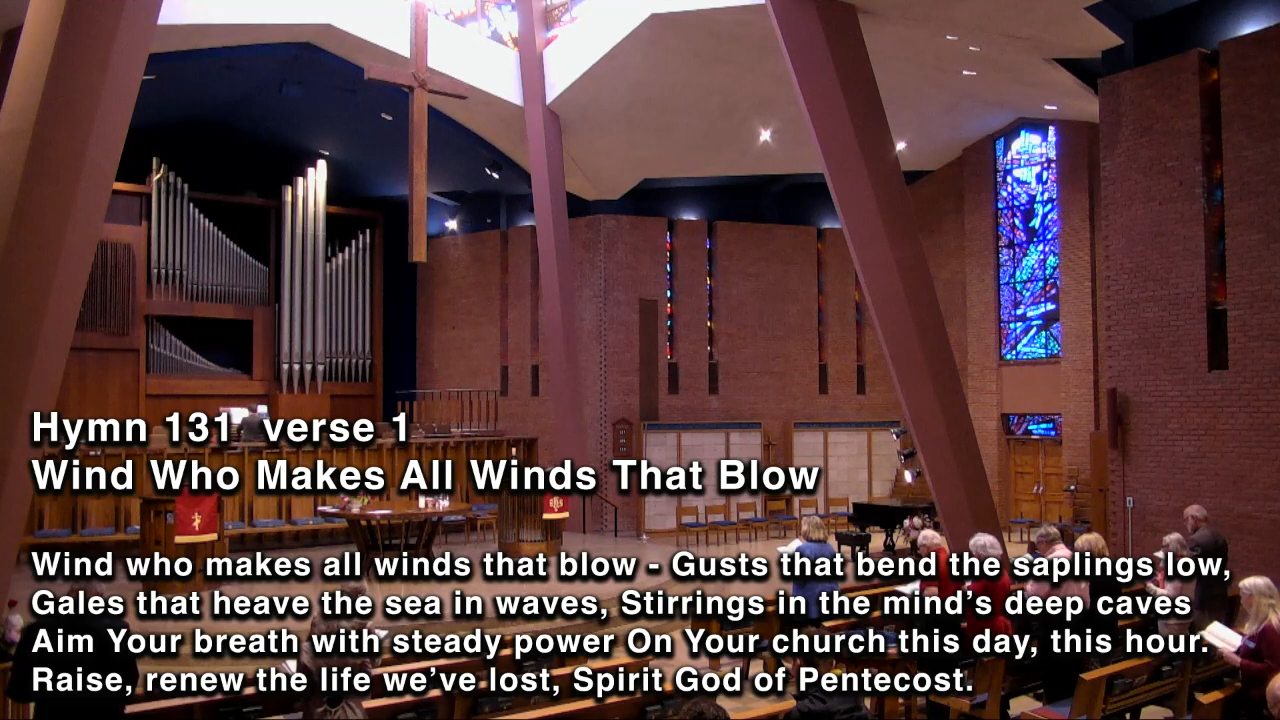 Hymn 131  verse 1
Wind Who Makes All Winds That Blow
Wind who makes all winds that blow - Gusts that bend the saplings low,
Gales that heave the sea in waves, Stirrings in the mind’s deep caves
Aim Your breath with steady power On Your church this day, this hour.
Raise, renew the life we’ve lost, Spirit God of Pentecost.